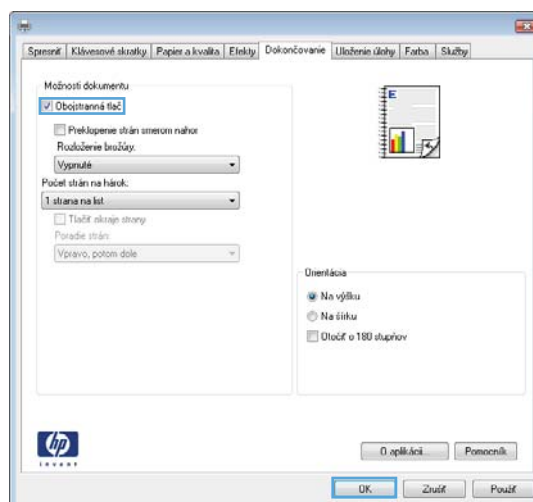 Spresniť Klávesové skratky Papier a kvalita Efekty Dokončovanie Uloženie úlohy Farba Služby
Možnosti dokumentu
Obojstranná tlač
Preklopenie strán smerom nahor
Rozloženie brožúry:
Vypnuté
Počet strán na hárok:
1 strana na list
Tlačiť okraje strany
Poradie strán:
Vpravo, potom dole
E
Orientácia
Na výšku
Na šírku
Otočiť o 180 stupňov
hp
invent
O aplikácii... Pomocník
OK Zrušiť Použiť